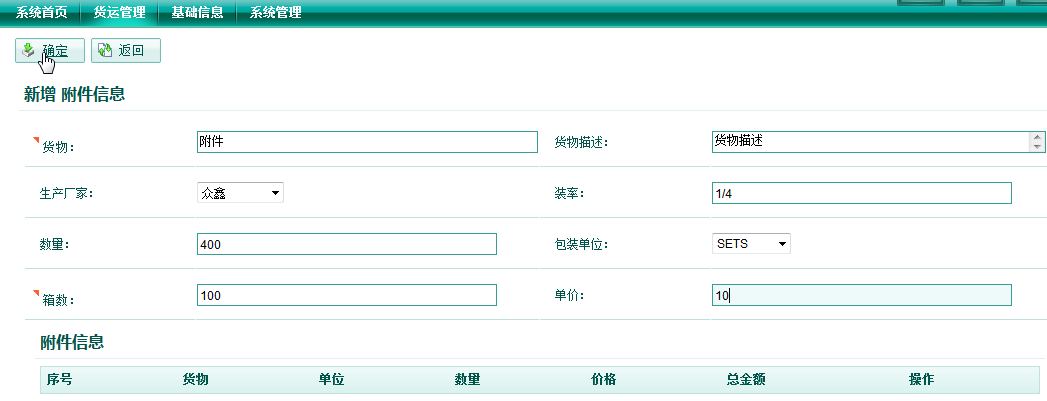 系统首页 货运管理 基础信息 系统管理
确定 返回
新增 附件信息
货物： 附件 货物描述： 货物描述
生产厂家： 众鑫 装率： 1/4
数量： 400 包装单位： SETS
箱数： 100 单价： 10
附件信息
序号 货物 单位 数量 价格 总金额 操作